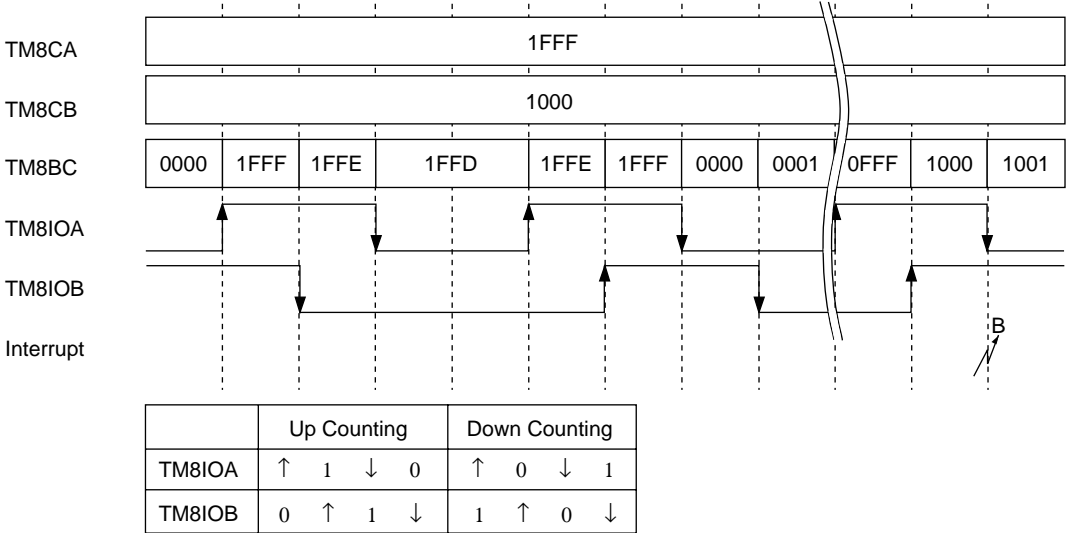 TM8CA 1FFF
TM8CB 1000
TM8BC 0000 1FFF 1FFE 1FFD 1FFE 1FFF 0000 0001 0FFF 1000 1001
TM8IOA
TM8IOB
Interrupt B
Up Counting Down Counting
TM8IOA ↑ 1 ↓ 0 ↑ 0 ↓ 1
TM8IOB 0 ↑ 1 ↓ 1 ↑ 0 ↓